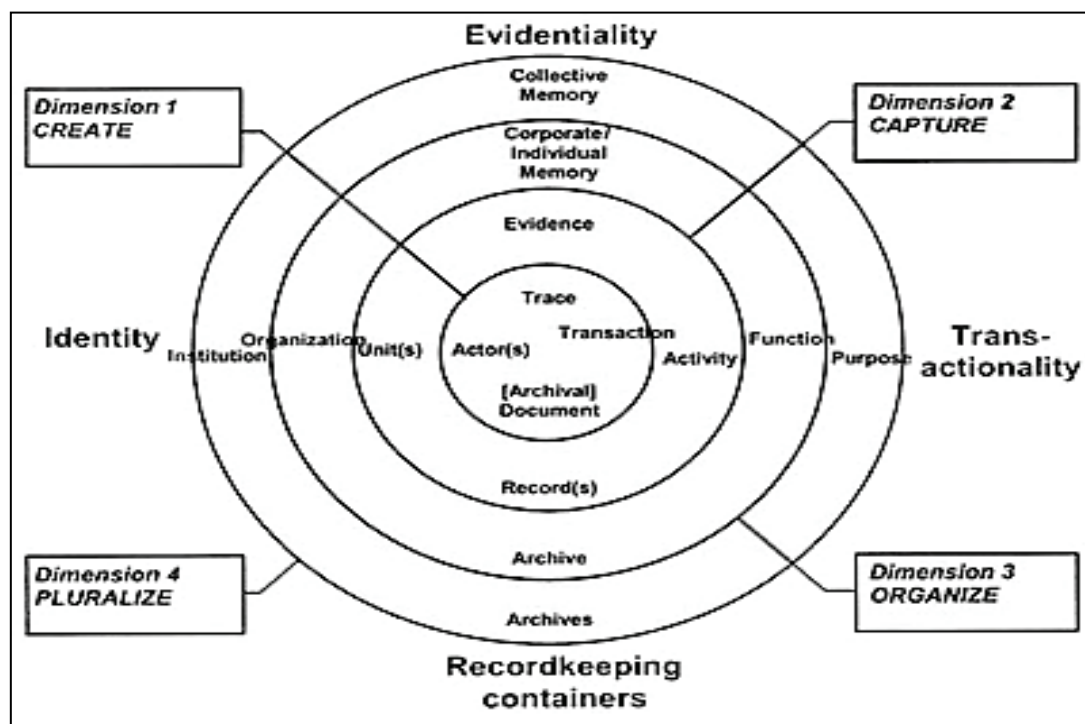 Evidentiality
Collective
Memory
Dimension 1
CREATE
Dimension 2
CAPTURE
Corporate/
Individual
Memory
Evidence
Trace
Identity
Institution
Organization
Unit(s)
Actor(s)
Transaction
Activity
Function
Purpose
Trans-
actionality
[Archival]
Document
Record(s)
Archive
Dimension 4
PLURALIZE
Dimension 3
ORGANIZE
Archives
Recordkeeping
containers